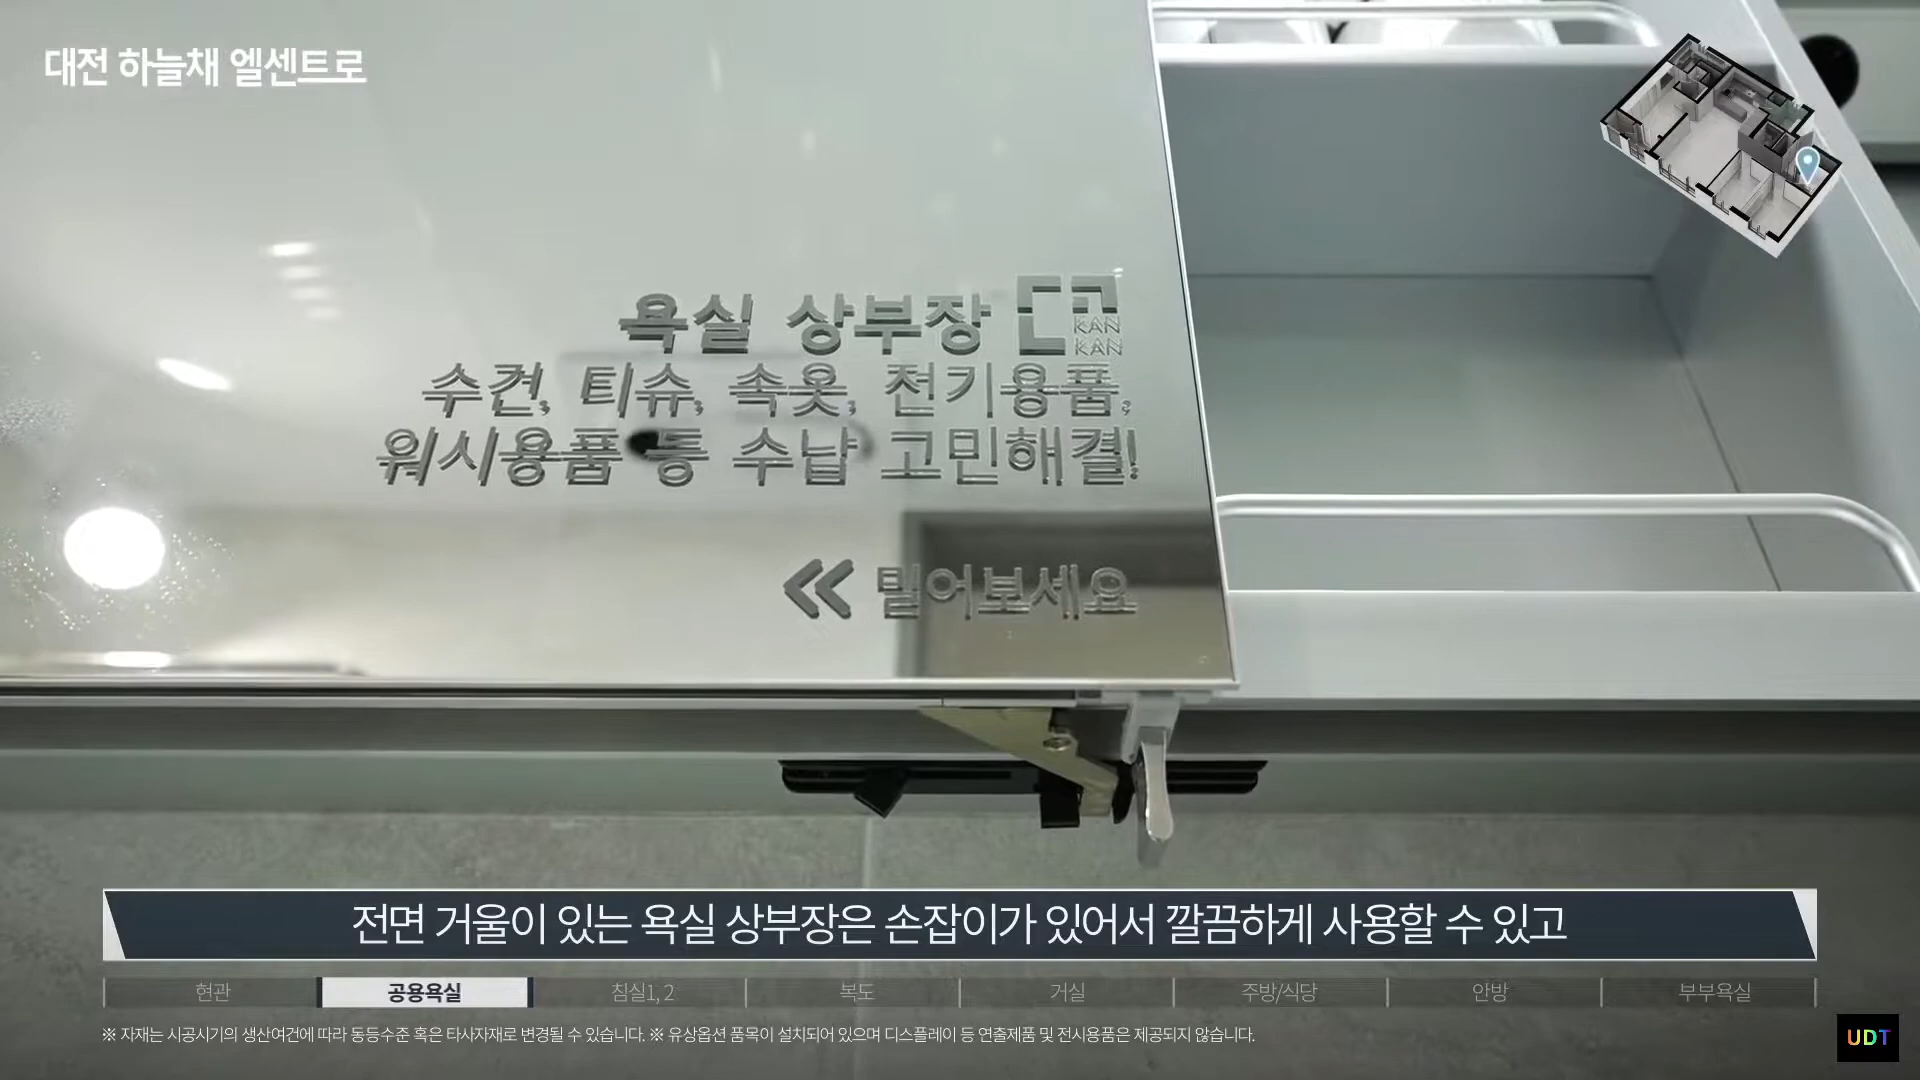 대전 하늘채 엘센트로
욕실 상부장
KAN
KAN
수건, 티슈, 속옷, 전기용품,
워시용품 등 수납 고민해결!
밀어보세요
전면 거울이 있는 욕실 상부장은 손잡이가 있어서 깔끔하게 사용할 수 있고
현관 공용욕실 침실1, 2 복도 거실 주방/식당 안방 부부욕실
※ 자재는 시공시기의 생산여건에 따라 동등수준 혹은 타사자재로 변경될 수 있습니다. ※ 유상옵션 품목이 설치되어 있으며 디스플레이 등 연출제품 및 전시용품은 제공되지 않습니다.
UDT